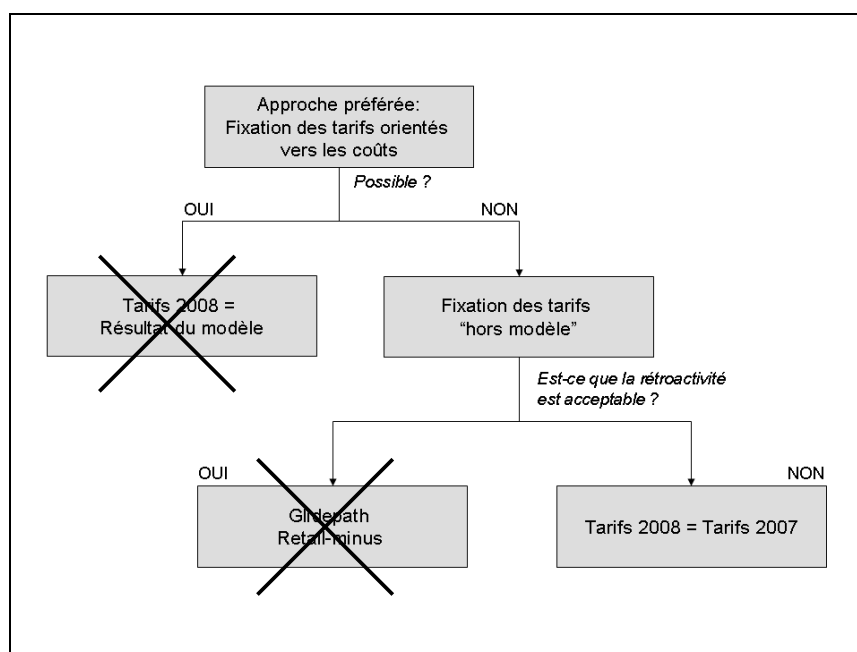 Approche préférée:
Fixation des tarifs orientés
vers les coûts
Possible ?
OUI
NON
Tarifs 2008 =
Résultat du modèle
Fixation des tarifs
“hors modèle”
Est-ce que la rétroactivité
est acceptable ?
OUI
NON
Glidepath
Retail-minus
Tarifs 2008 = Tarifs 2007